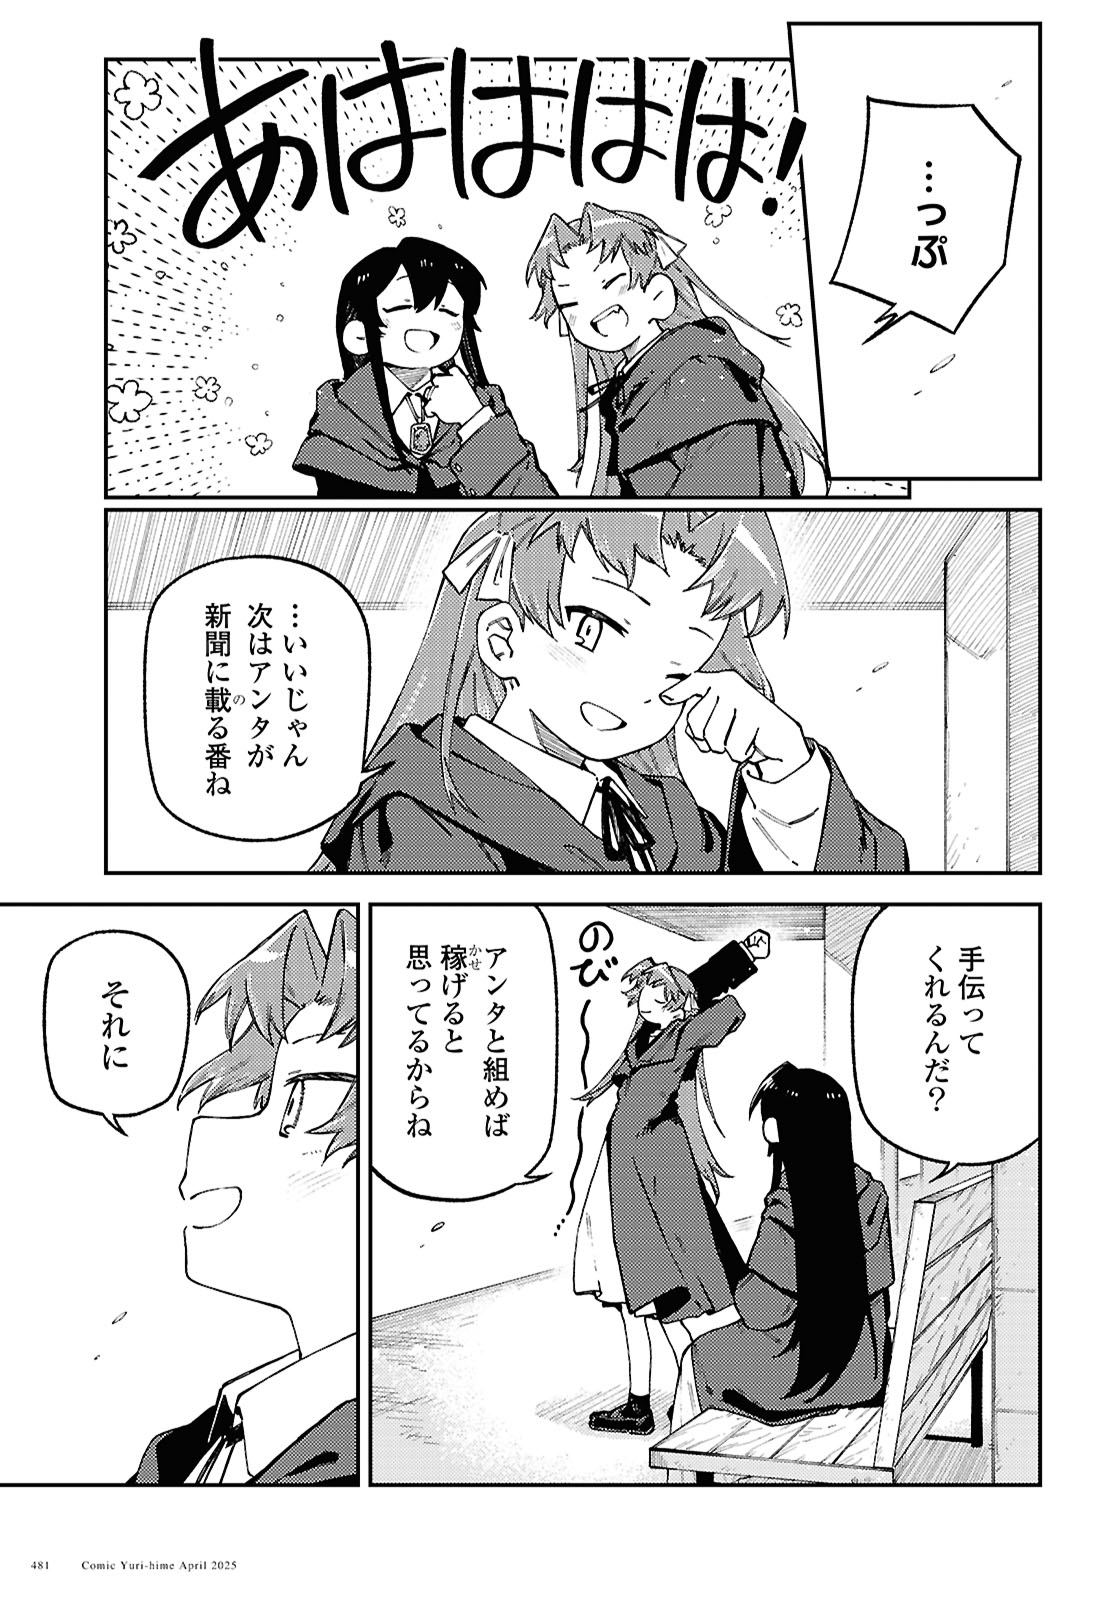 …っぷ
あはははは！
…いいじゃん
次はアンタが
新聞に載る番ね
の
手伝って
くれるんだ？
のび〜…
アンタと組めば
稼げると
かせ
思ってるからね
それに
481 Comic Yuri-hime April 2025